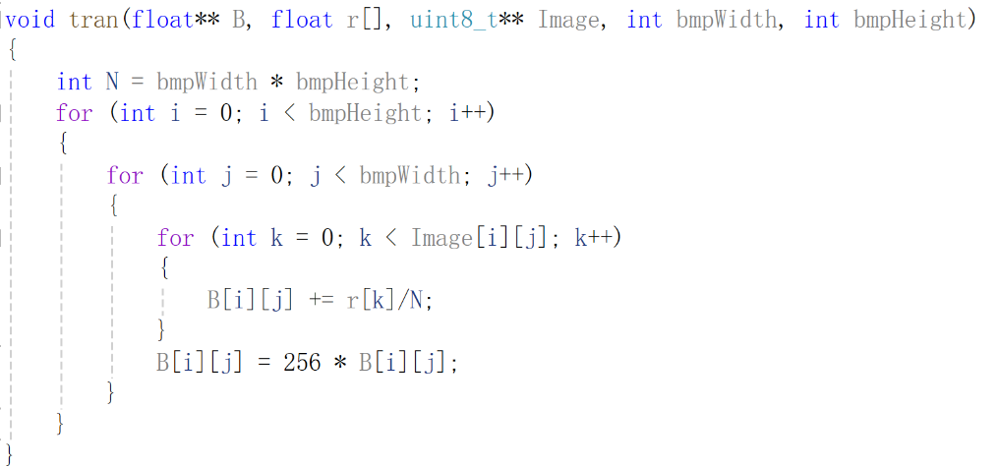 void tran(float** B, float r[], uint8_t** Image, int bmpWidth, int bmpHeight)
{
    int N = bmpWidth * bmpHeight;
    for (int i = 0; i < bmpHeight; i++)
    {
        for (int j = 0; j < bmpWidth; j++)
        {
            for (int k = 0; k < Image[i][j]; k++)
            {
                B[i][j] += r[k]/N;
            }
            B[i][j] = 256 * B[i][j];
        }
    }
}